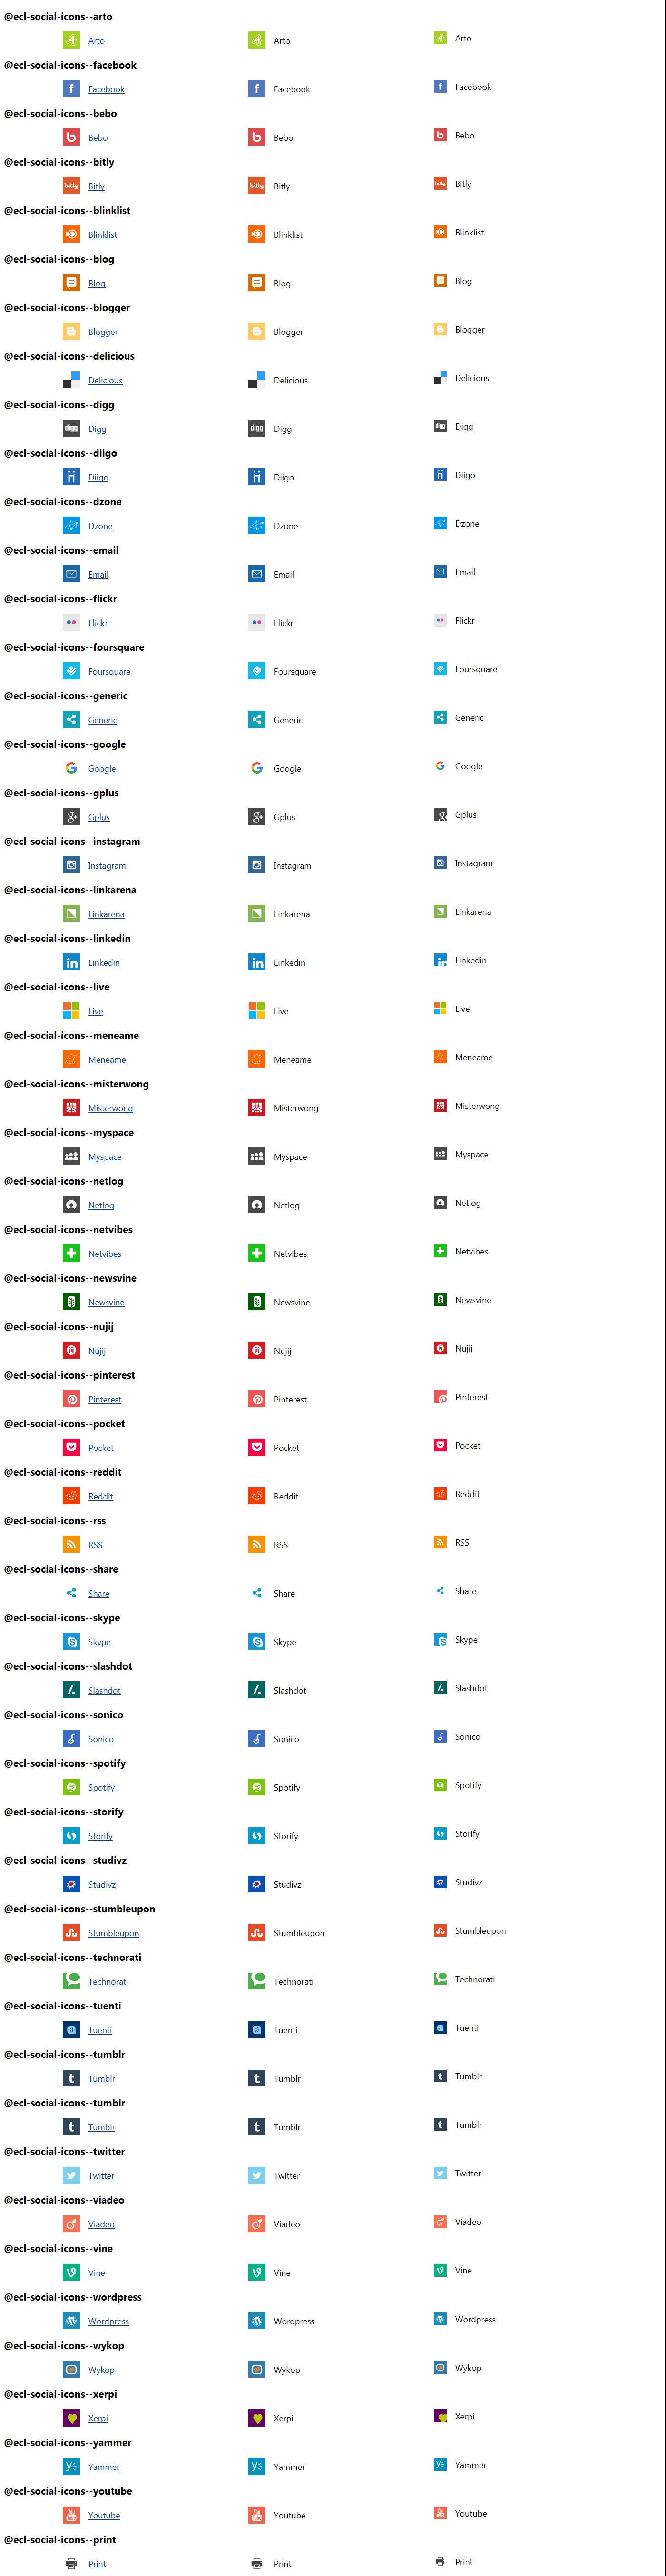 @ecl-social-icons--arto
Arto Arto Arto
@ecl-social-icons--facebook
f Facebook f Facebook f Facebook
@ecl-social-icons--bebo
b Bebo b Bebo b Bebo
@ecl-social-icons--bitly
bitly Bitly bitly Bitly bitly Bitly
@ecl-social-icons--blinklist
Blinklist Blinklist Blinklist
@ecl-social-icons--blog
Blog Blog Blog
@ecl-social-icons--blogger
Blogger Blogger Blogger
@ecl-social-icons--delicious
Delicious Delicious Delicious
@ecl-social-icons--digg
digg Digg digg Digg digg Digg
@ecl-social-icons--diigo
Diigo Diigo Diigo
@ecl-social-icons--dzone
Dzone Dzone Dzone
@ecl-social-icons--email
Email Email Email
@ecl-social-icons--flickr
Flickr Flickr Flickr
@ecl-social-icons--foursquare
Foursquare Foursquare Foursquare
@ecl-social-icons--generic
Generic Generic Generic
@ecl-social-icons--google
G Google G Google G Google
@ecl-social-icons--gplus
g+ Gplus g+ Gplus Gplus
@ecl-social-icons--instagram
Instagram Instagram Instagram
@ecl-social-icons--linkarena
Linkarena Linkarena Linkarena
@ecl-social-icons--linkedin
in Linkedin in Linkedin in Linkedin
@ecl-social-icons--live
Live Live Live
@ecl-social-icons--meneame
Meneame Meneame Meneame
@ecl-social-icons--misterwong
Misterwong Misterwong Misterwong
@ecl-social-icons--myspace
Myspace Myspace Myspace
@ecl-social-icons--netlog
Netlog Netlog Netlog
@ecl-social-icons--netvibes
Netvibes Netvibes Netvibes
@ecl-social-icons--newsvine
Newsvine Newsvine Newsvine
@ecl-social-icons--nujij
Nujij Nujij Nujij
@ecl-social-icons--pinterest
Pinterest Pinterest Pinterest
@ecl-social-icons--pocket
Pocket Pocket Pocket
@ecl-social-icons--reddit
Reddit Reddit Reddit
@ecl-social-icons--rss
RSS RSS RSS
@ecl-social-icons--share
Share Share Share
@ecl-social-icons--skype
S Skype S Skype S Skype
@ecl-social-icons--slashdot
/. Slashdot /. Slashdot /. Slashdot
@ecl-social-icons--sonico
Sonico Sonico Sonico
@ecl-social-icons--spotify
Spotify Spotify Spotify
@ecl-social-icons--storify
Storify Storify Storify
@ecl-social-icons--studivz
Studivz Studivz Studivz
@ecl-social-icons--stumbleupon
Stumbleupon Stumbleupon Stumbleupon
@ecl-social-icons--technorati
Technorati Technorati Technorati
@ecl-social-icons--tuenti
Tuenti Tuenti Tuenti
@ecl-social-icons--tumblr
t Tumblr t Tumblr t Tumblr
@ecl-social-icons--tumblr
t Tumblr t Tumblr t Tumblr
@ecl-social-icons--twitter
Twitter Twitter Twitter
@ecl-social-icons--viadeo
Viadeo Viadeo Viadeo
@ecl-social-icons--vine
Vine Vine Vine
@ecl-social-icons--wordpress
W Wordpress W Wordpress W Wordpress
@ecl-social-icons--wykop
Wykop Wykop Wykop
@ecl-social-icons--xerpi
Xerpi Xerpi Xerpi
@ecl-social-icons--yammer
Yammer Yammer Yammer
@ecl-social-icons--youtube
You Tube Youtube You Tube Youtube You Tube Youtube
@ecl-social-icons--print
Print Print Print